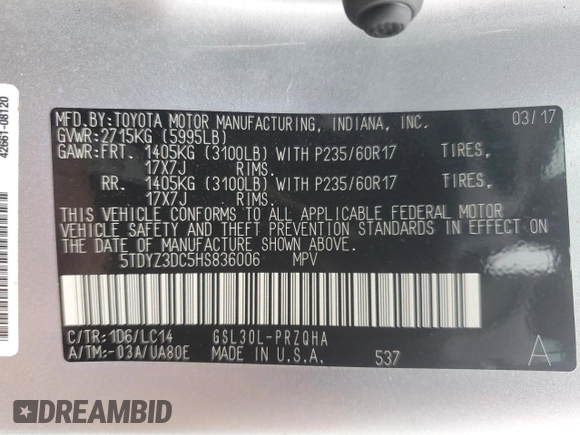 42661-08120
MFD.BY:TOYOTA MOTOR MANUFACTURING, INDIANA, INC. 03/17
GVWR:2715KG (5995LB)
GAWR:FRT. 1405KG (3100LB) WITH P235/60R17 TIRES,
17X7J RIMS.
RR. 1405KG (3100LB) WITH P235/60R17 TIRES,
17X7J RIMS.
THIS VEHICLE CONFORMS TO ALL APPLICABLE FEDERAL MOTOR
VEHICLE SAFETY AND THEFT PREVENTION STANDARDS IN EFFECT ON
THE DATE OF MANUFACTURE SHOWN ABOVE.
5TDYZ3DC5HS836006 MPV
C/TR:1D6/LC14 GSL30L-PRZQHA
A/TM:-03A/UA80E MADE IN U.S.A. 537 A
DREAMBID